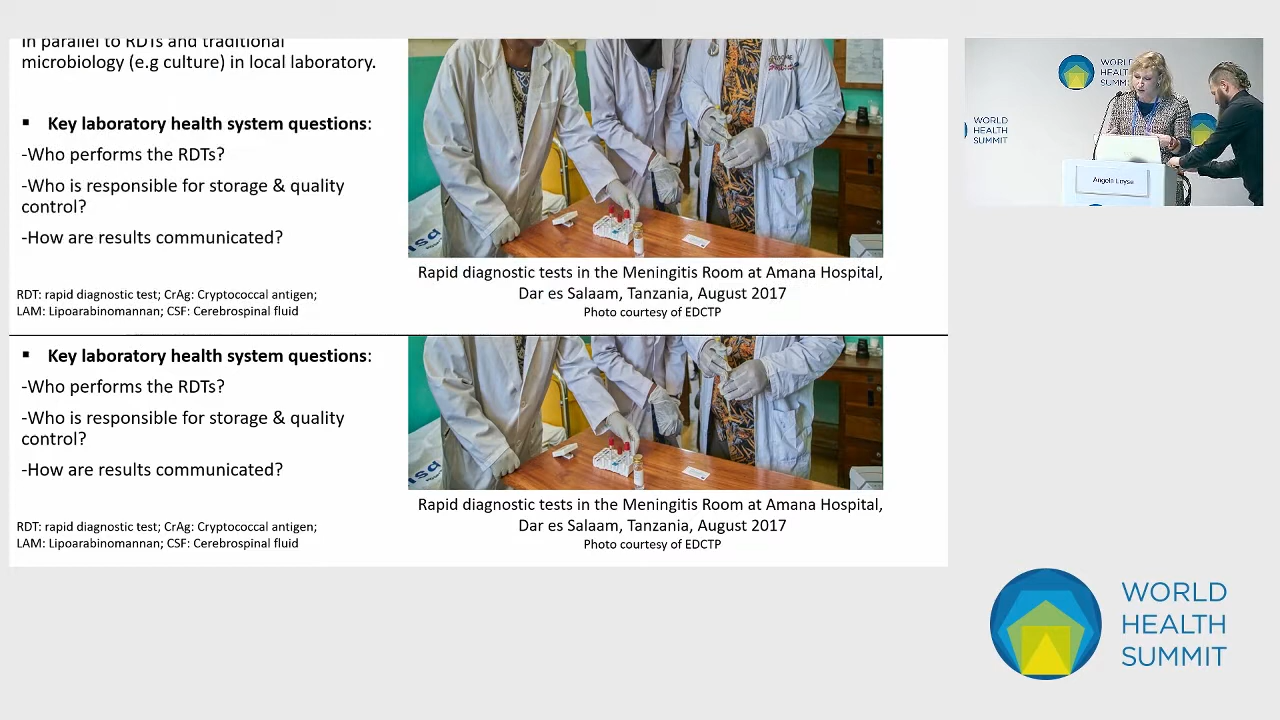 In parallel to RDTs and traditional
microbiology (e.g culture) in local laboratory.
▪ Key laboratory health system questions:
-Who performs the RDTs?
-Who is responsible for storage & quality
control?
-How are results communicated?
RDT: rapid diagnostic test; CrAg: Cryptococcal antigen;
LAM: Lipoarabinomannan; CSF: Cerebrospinal fluid
Rapid diagnostic tests in the Meningitis Room at Amana Hospital,
Dar es Salaam, Tanzania, August 2017
Photo courtesy of EDCTP
▪ Key laboratory health system questions:
-Who performs the RDTs?
-Who is responsible for storage & quality
control?
-How are results communicated?
RDT: rapid diagnostic test; CrAg: Cryptococcal antigen;
LAM: Lipoarabinomannan; CSF: Cerebrospinal fluid
Rapid diagnostic tests in the Meningitis Room at Amana Hospital,
Dar es Salaam, Tanzania, August 2017
Photo courtesy of EDCTP
WORLD
HEALTH
SUMMIT
WORLD
HEALTH
SUMMIT
WORLD
HEALTH
SUMMIT